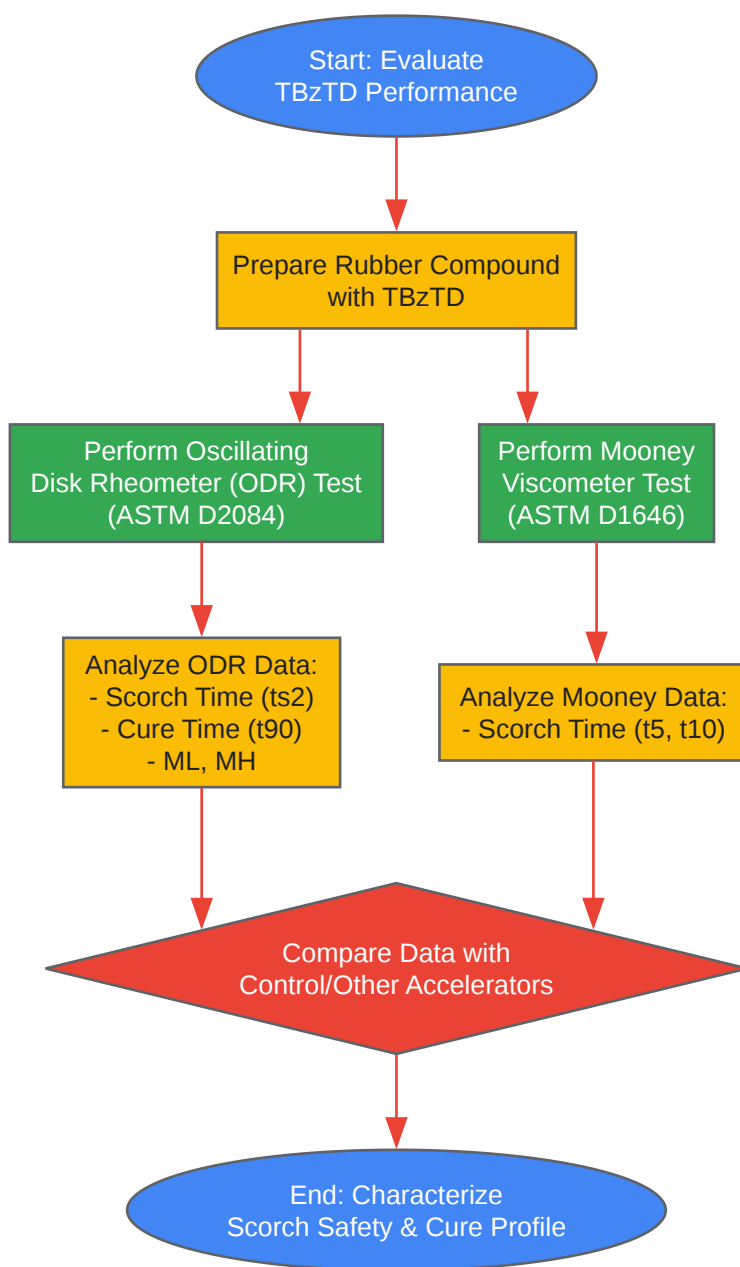 Start: Evaluate
TBzTD Performance
Prepare Rubber Compound
with TBzTD
Perform Oscillating
Disk Rheometer (ODR) Test
(ASTM D2084)
Perform Mooney
Viscometer Test
(ASTM D1646)
Analyze ODR Data:
- Scorch Time (ts2)
- Cure Time (t90)
- ML, MH
Analyze Mooney Data:
- Scorch Time (t5, t10)
Compare Data with
Control/Other Accelerators
End: Characterize
Scorch Safety & Cure Profile